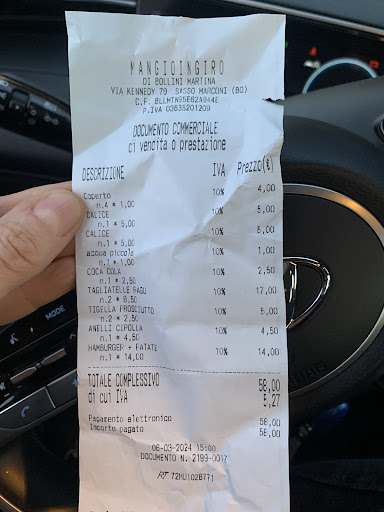 MANGIOINGIRO
DI BOLLINI MARTINA
VIA KENNEDY 79 SASSO MARCONI (BO)
C.F. BLLMTN95E62A944E
P.IVA 03635201209
DOCUMENTO COMMERCIALE
di vendita o prestazione
DESCRIZIONE IVA Prezzo(€)
Coperto 10% 4,00
n.4 * 1,00
CALICE 10% 5,00
n.1 * 5,00
CALICE 10% 5,00
n.1 * 5,00
acqua piccola 10% 1,00
n.1 * 1,00
COCA COLA 10% 2,50
n.1 * 2,50
TAGLIATELLE RAGU 10% 17,00
n.2 * 8,50
TIGELLA PROSCIUTTO 10% 5,00
n.2 * 2,50
ANELLI CIPOLLA 10% 4,50
n.1 * 4,50
HAMBURGER + PATATE 10% 14,00
n.1 * 14,00
TOTALE COMPLESSIVO 58,00
di cui IVA 5,27
Pagamento elettronico 58,00
Importo pagato 58,00
06-03-2024 15:00
DOCUMENTO N. 2199-0017
RT 72MU1028771